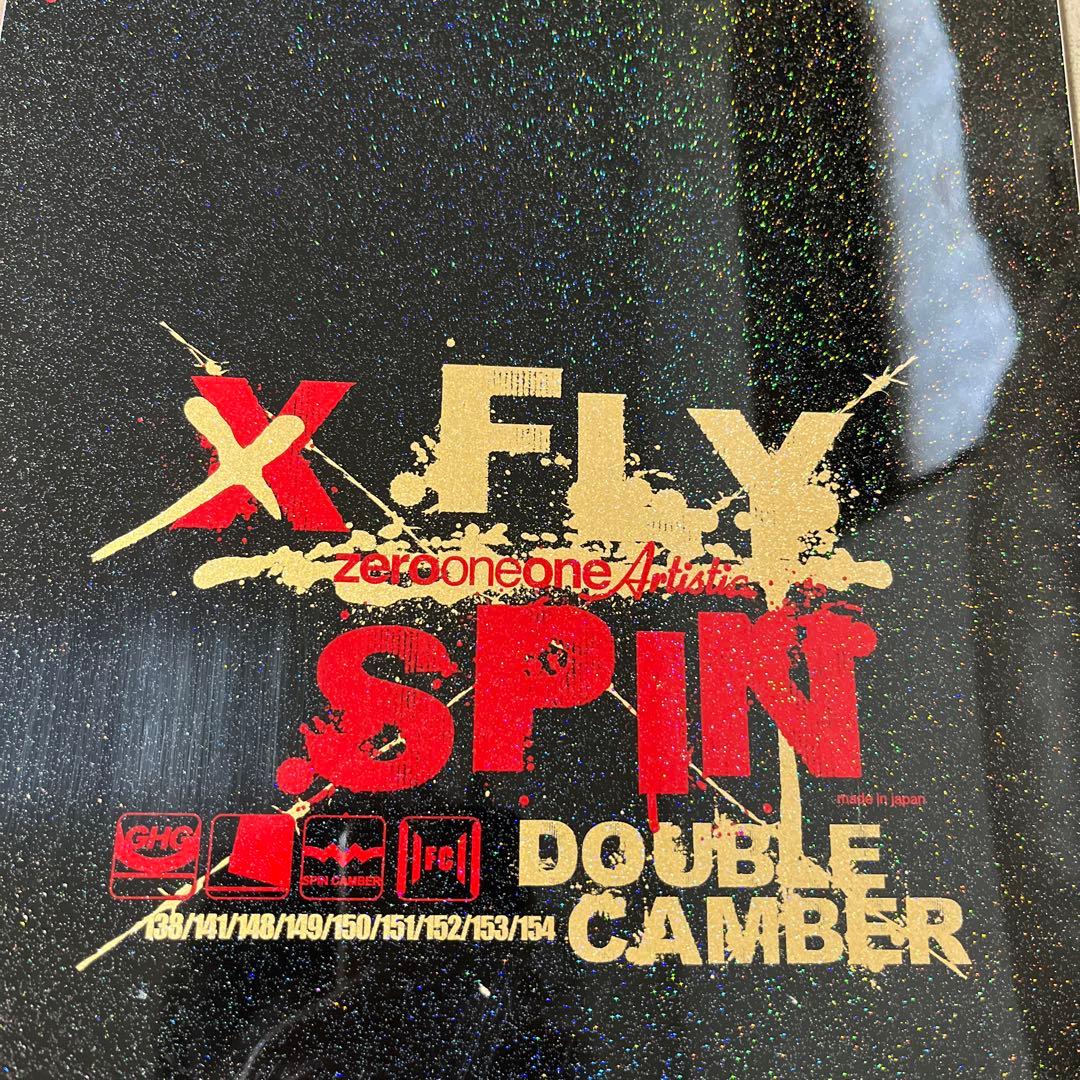 X FLY
zerooneone Artistic
SPIN
made in japan
GHG
SPIN CAMBER
FC
DOUBLE
CAMBER
138/141/148/149/150/151/152/153/154